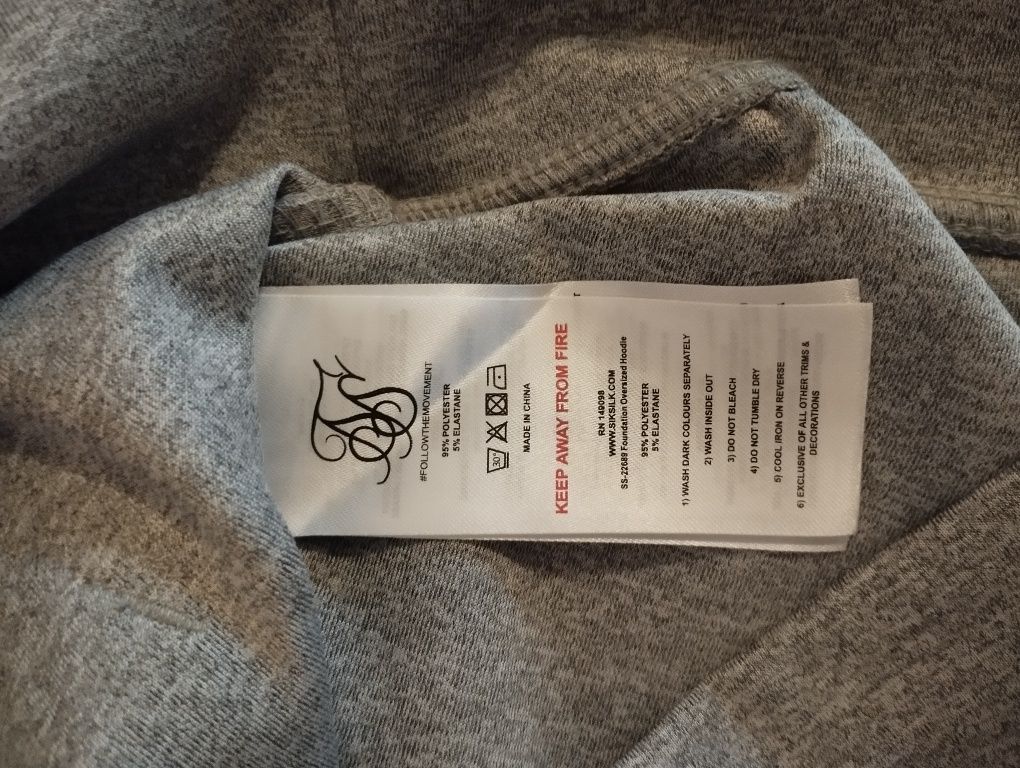 #FOLLOWTHEMOVEMENT
95% POLYESTER
5% ELASTANE
30°
MADE IN CHINA
KEEP AWAY FROM FIRE
RN 149098
WWW.SIKSILK.COM
SS-22689 Foundation Oversized Hoodie
95% POLYESTER
5% ELASTANE
1) WASH DARK COLOURS SEPARATELY
2) WASH INSIDE OUT
3) DO NOT BLEACH
4) DO NOT TUMBLE DRY
5) COOL IRON ON REVERSE
6) EXCLUSIVE OF ALL OTHER TRIMS &
DECORATIONS